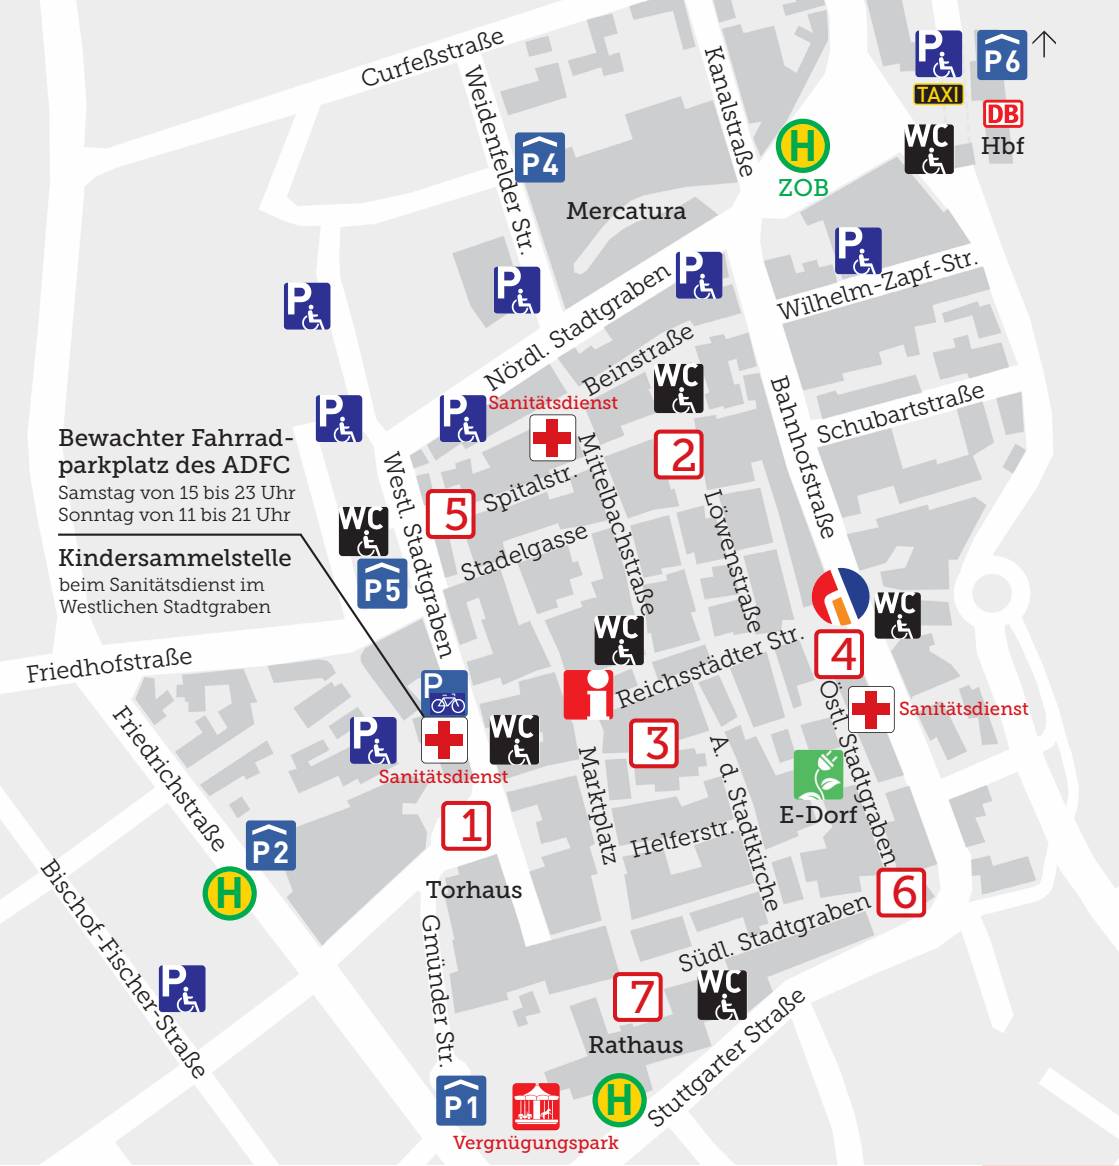 Curfeßstraße
Weidenfelder Str.
Kanalstraße
P
P6
TAXI
DB
Hbf
WC
H
ZOB
P4
Mercatura
P
Wilhelm-Zapf-Str.
P
P
P
Nördl. Stadtgraben
Beinstraße
WC
Bahnhofstraße
Schubartstraße
P
P
Sanitätsdienst
Bewachter Fahrrad-
parkplatz des ADFC
Samstag von 15 bis 23 Uhr
Sonntag von 11 bis 21 Uhr
Kindersammelstelle
beim Sanitätsdienst im
Westlichen Stadtgraben
Westl. Stadtgraben
5
Spitalstr.
Mittelbachstraße
2
Löwenstraße
WC
P5
Stadelgasse
WC
WC
4
Reichsstädter Str.
Friedhofstraße
P
i
Östl. Stadtgraben
Sanitätsdienst
P
Sanitätsdienst
WC
3
Marktplatz
A. d. Stadtkirche
E-Dorf
Friedrichstraße
1
Helferstr.
P2
H
Torhaus
6
Bischof-Fischer-Straße
P
Gmünder Str.
Südl. Stadtgraben
7
WC
Rathaus
Stuttgarter Straße
P1
H
Vergnügungspark